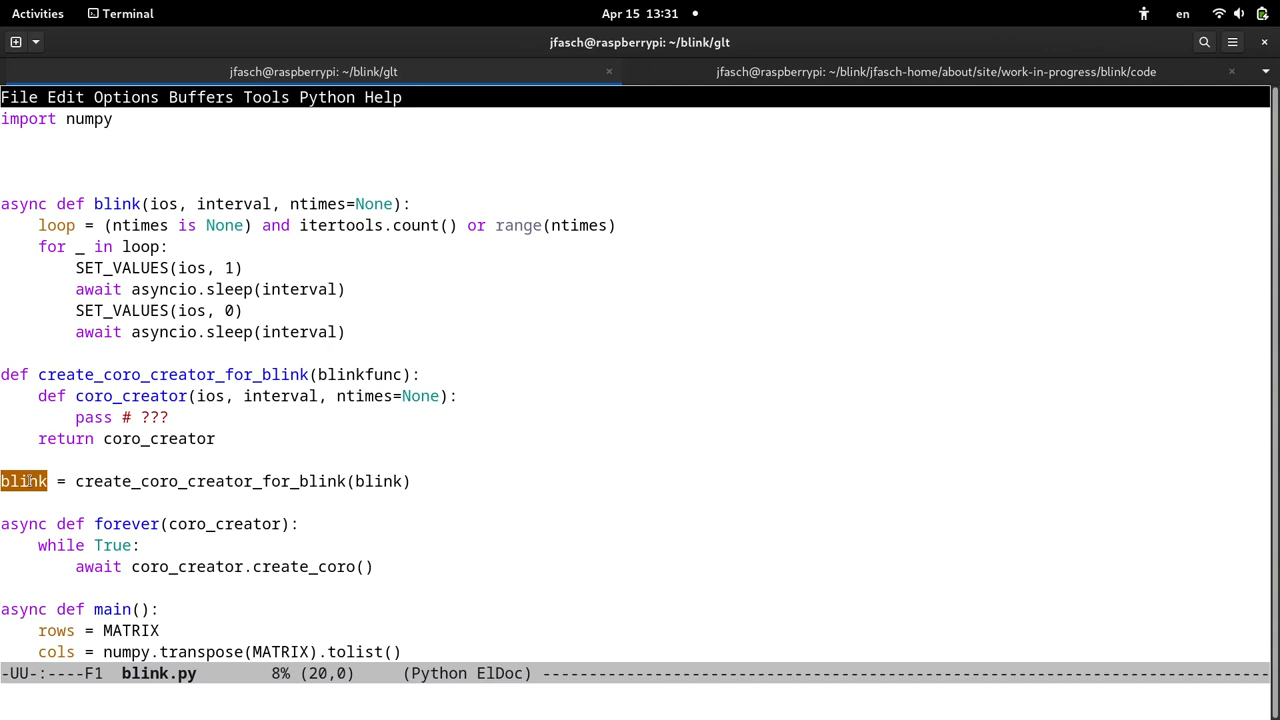 Activities Terminal Apr 15 13:31 en
jfasch@raspberrypi: ~/blink/glt
jfasch@raspberrypi: ~/blink/glt × jfasch@raspberrypi: ~/blink/jfasch-home/about/site/work-in-progress/blink/code ×
File Edit Options Buffers Tools Python Help
import numpy
async def blink(ios, interval, ntimes=None):
    loop = (ntimes is None) and itertools.count() or range(ntimes)
    for _ in loop:
        SET_VALUES(ios, 1)
        await asyncio.sleep(interval)
        SET_VALUES(ios, 0)
        await asyncio.sleep(interval)
def create_coro_creator_for_blink(blinkfunc):
    def coro_creator(ios, interval, ntimes=None):
        pass # ???
    return coro_creator
blink = create_coro_creator_for_blink(blink)
async def forever(coro_creator):
    while True:
        await coro_creator.create_coro()
async def main():
    rows = MATRIX
    cols = numpy.transpose(MATRIX).tolist()
-UU-:----F1  blink.py        8% (20,0)     (Python ElDoc) ------------------------------------------------------------------------------